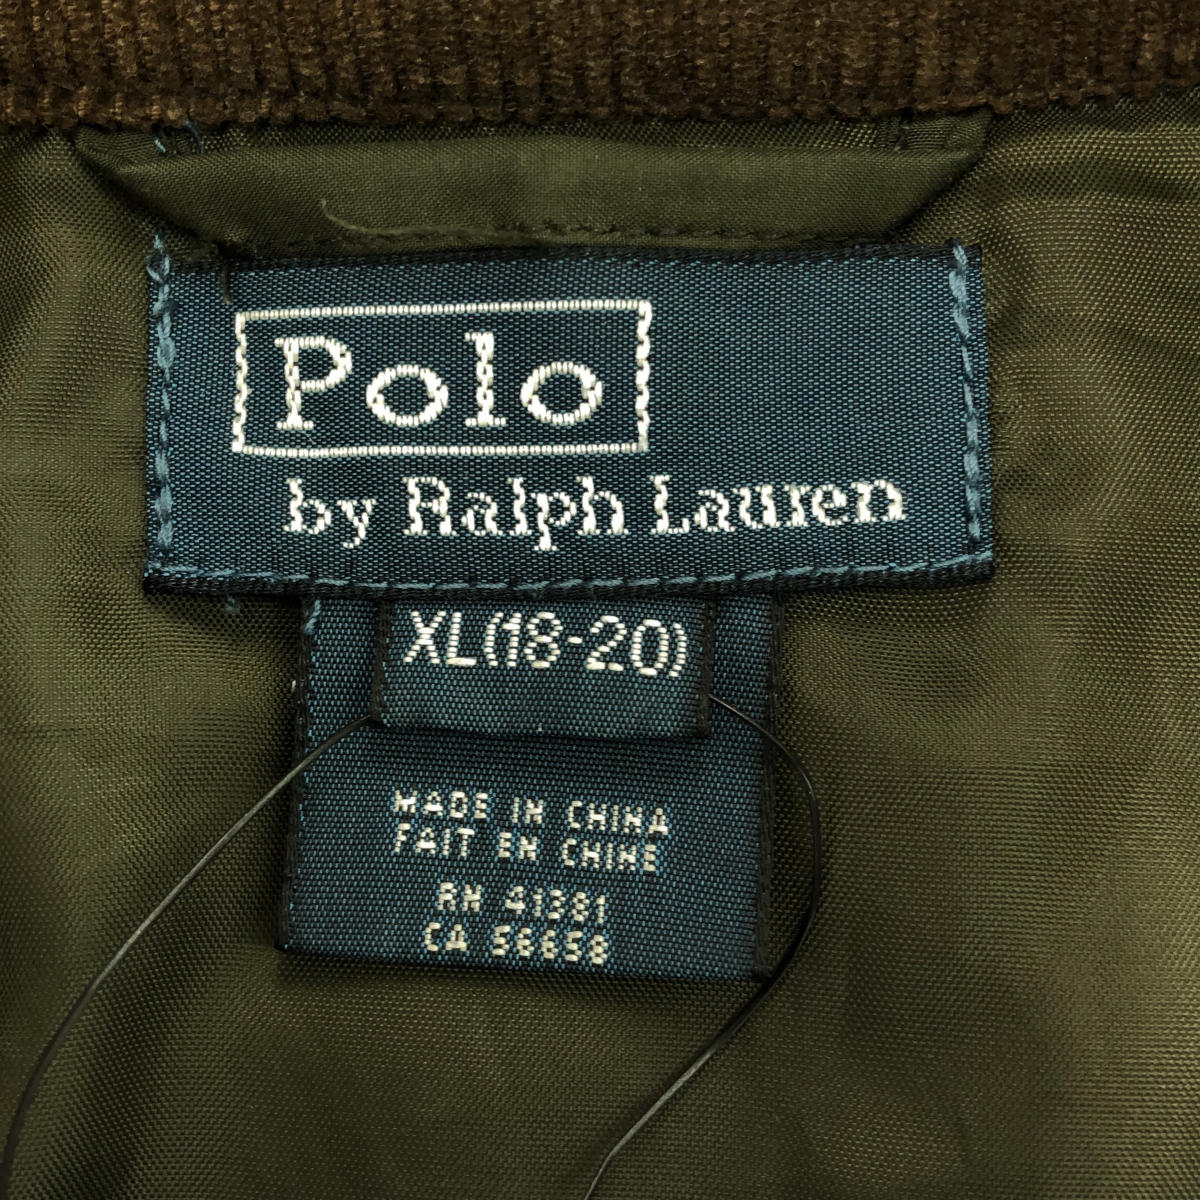 Polo
by Ralph Lauren
XL(18-20)
MADE IN CHINA
FAIT EN CHINE
RN 41381
CA 56658